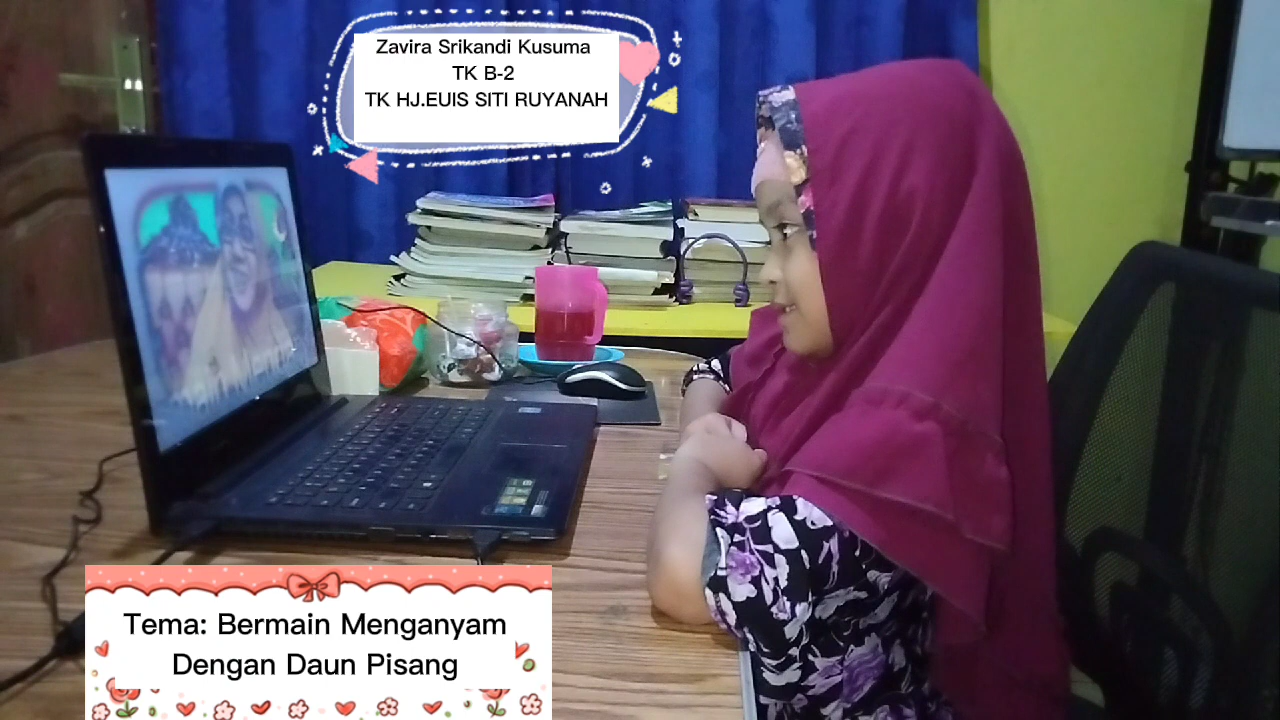 Zavira Srikandi Kusuma
TK B-2
TK HJ.EUIS SITI RUYANAH
Tema: Bermain Menganyam
Dengan Daun Pisang